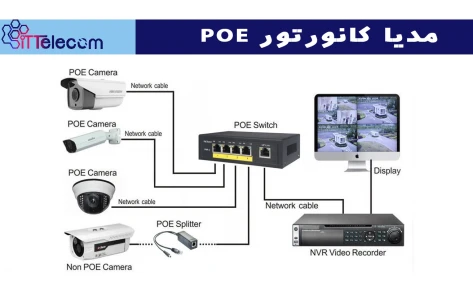 ITTelecom
مدیا کانورتور POE
POE Camera
Network cable
POE Camera
Network cable
POE Switch
POE Camera
Network cable
Display
Network cable
POE Splitter
Non POE Camera
NVR Video Recorder